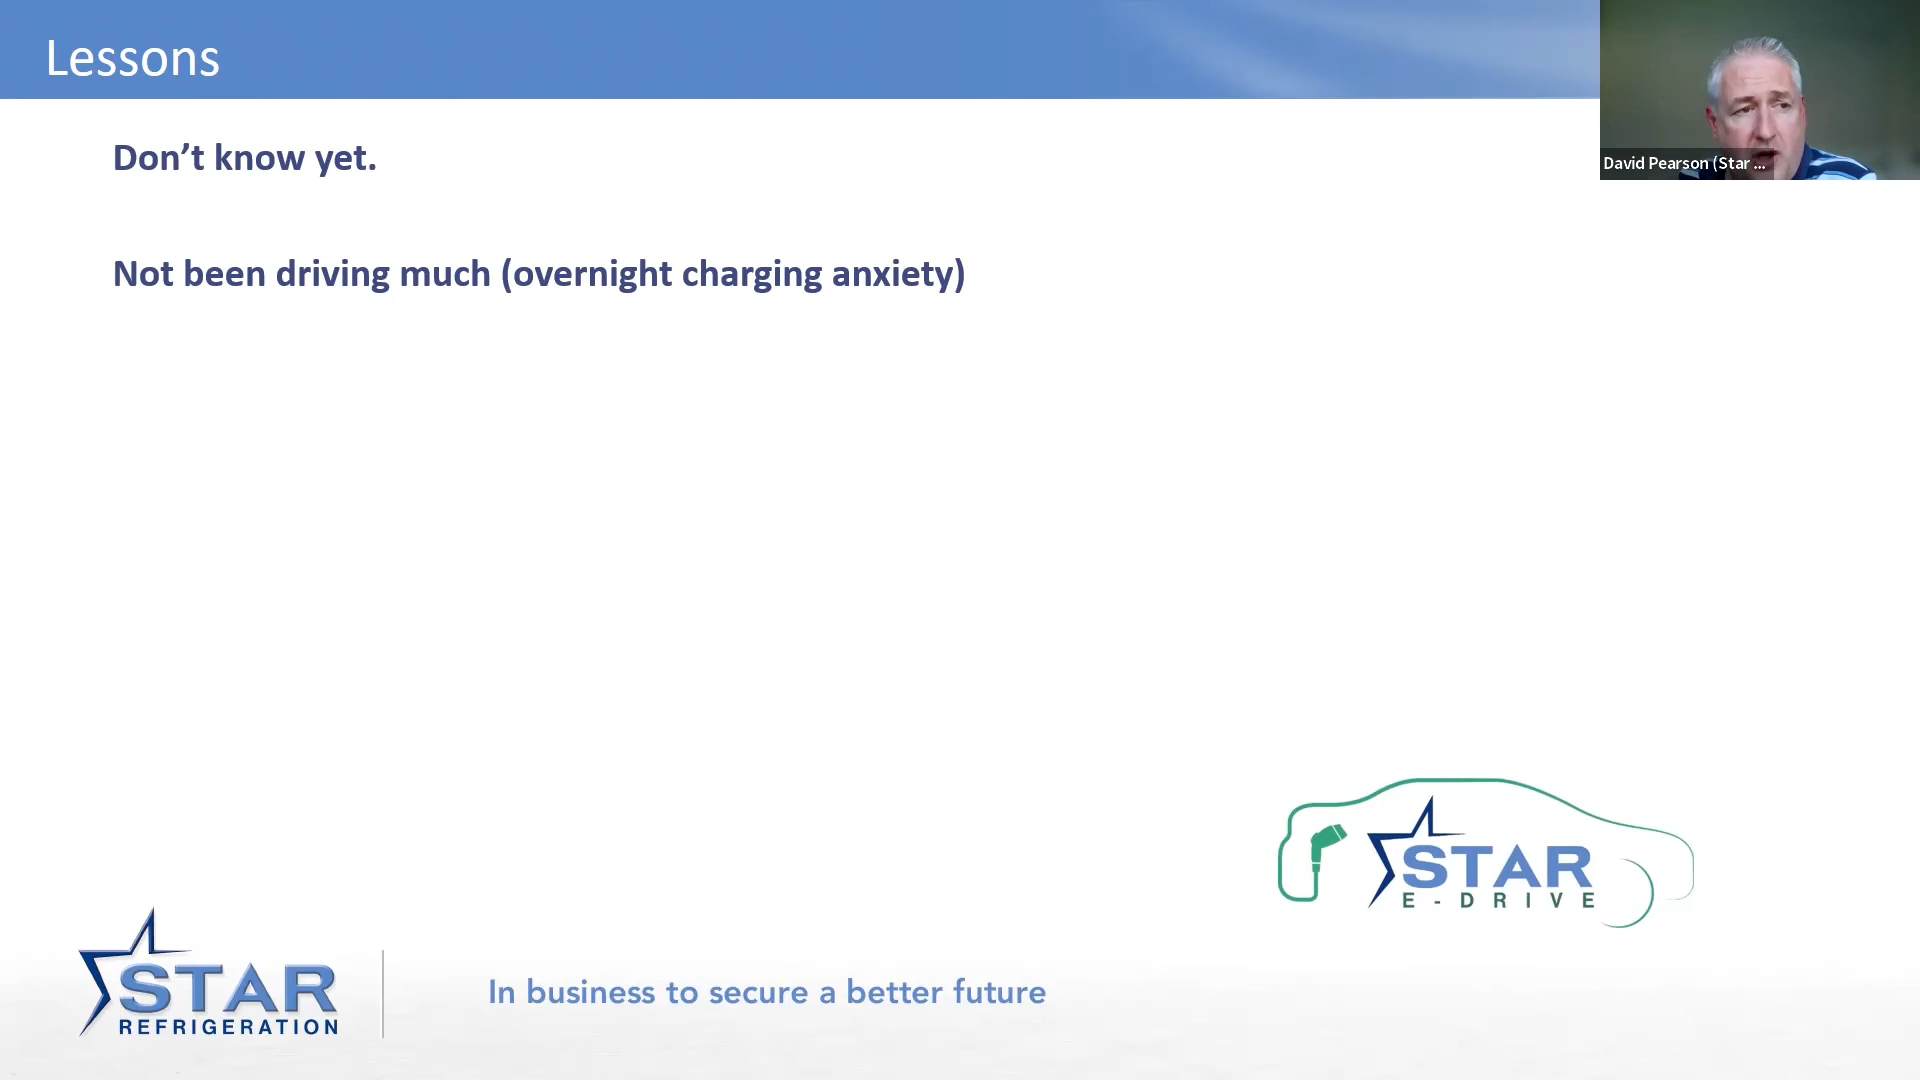 Lessons
David Pearson (Star ...
Don’t know yet.
Not been driving much (overnight charging anxiety)
STAR
E-DRIVE
STAR
REFRIGERATION
In business to secure a better future